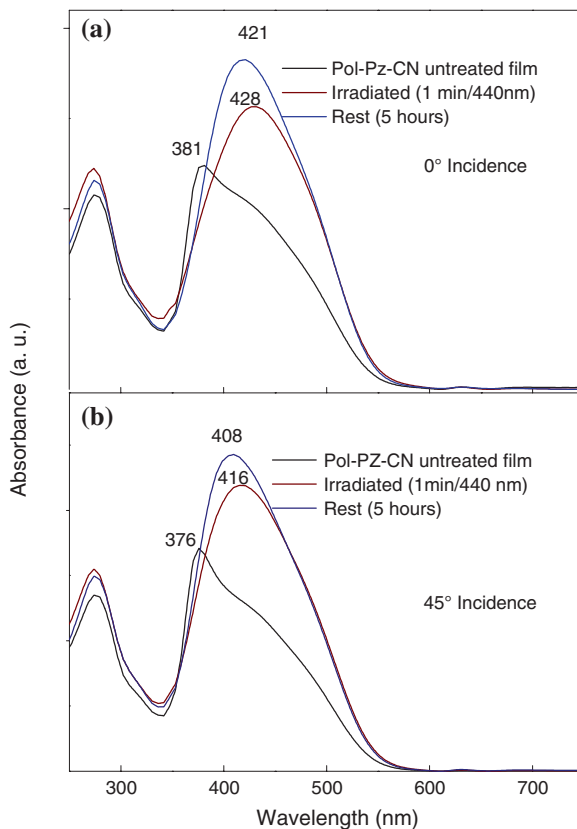 (a)
421
Pol-Pz-CN untreated film
428
Irradiated (1 min/440nm)
Rest (5 hours)
381
0° Incidence
Absorbance (a. u.)
(b)
408
Pol-PZ-CN untreated film
416
Irradiated (1min/440 nm)
Rest (5 hours)
376
45° Incidence
300 400 500 600 700
Wavelength (nm)